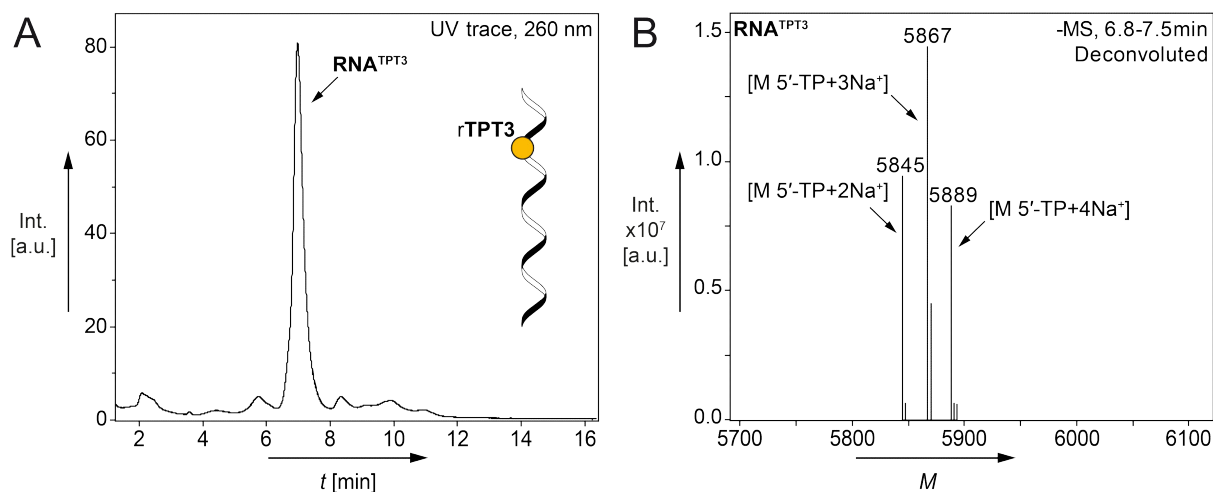 A
UV trace, 260 nm
RNAᵀᴾᵀ³
rTPT3
Int.
[a.u.]
80
60
40
20
0
2 4 6 8 10 12 14 16
t [min]
B
RNAᵀᴾᵀ³
-MS, 6.8-7.5min
Deconvoluted
5867
[M 5′-TP+3Na⁺]
5845
[M 5′-TP+2Na⁺]
5889
[M 5′-TP+4Na⁺]
Int.
x10⁷
[a.u.]
1.5
1.0
0.5
0.0
5700 5800 5900 6000 6100
M